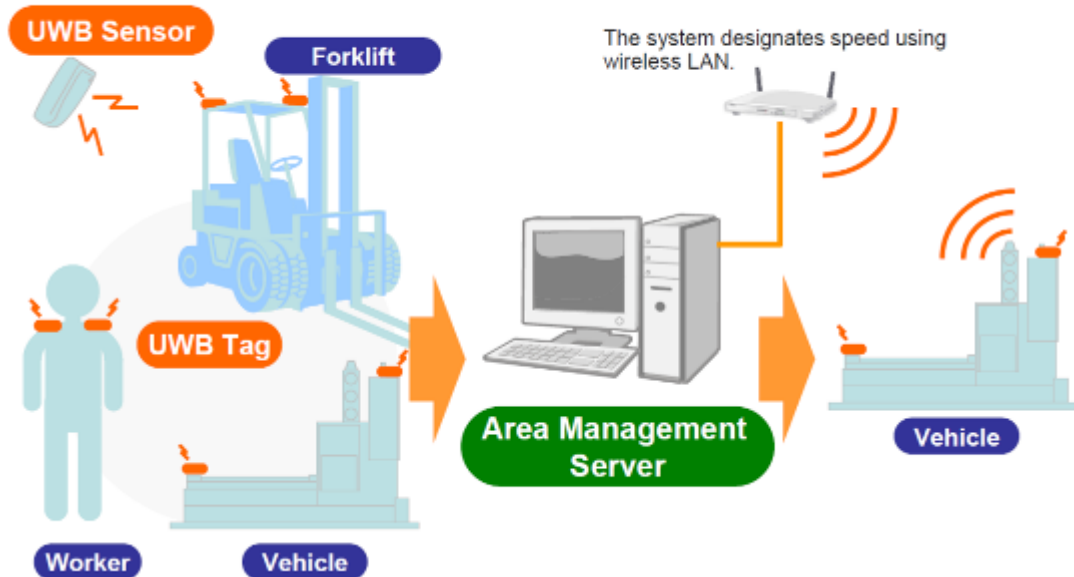 UWB Sensor
Forklift
The system designates speed using
wireless LAN.
UWB Tag
Area Management
Server
Vehicle
Worker
Vehicle